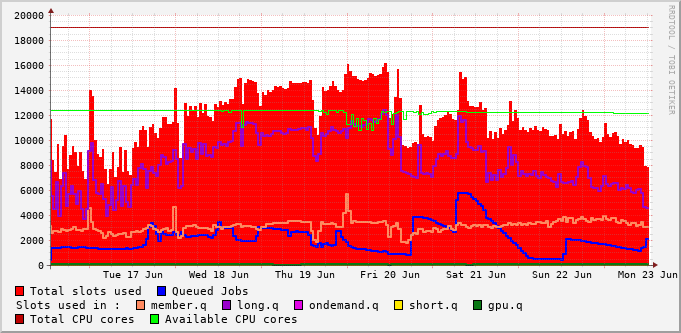 RRDTOOL / TOBI OETIKER
20000
18000
16000
14000
12000
10000
8000
6000
4000
2000
0
Tue 17 Jun Wed 18 Jun Thu 19 Jun Fri 20 Jun Sat 21 Jun Sun 22 Jun Mon 23 Jun
Total slots used Queued Jobs
Slots used in : member.q long.q ondemand.q short.q gpu.q
Total CPU cores Available CPU cores